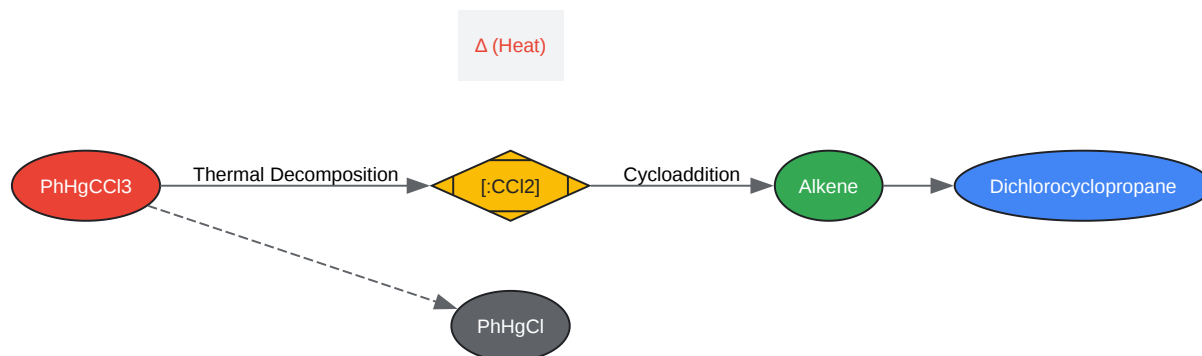 Δ (Heat)
PhHgCCl3
Thermal Decomposition
[:CCl2]
Cycloaddition
Alkene
Dichlorocyclopropane
PhHgCl